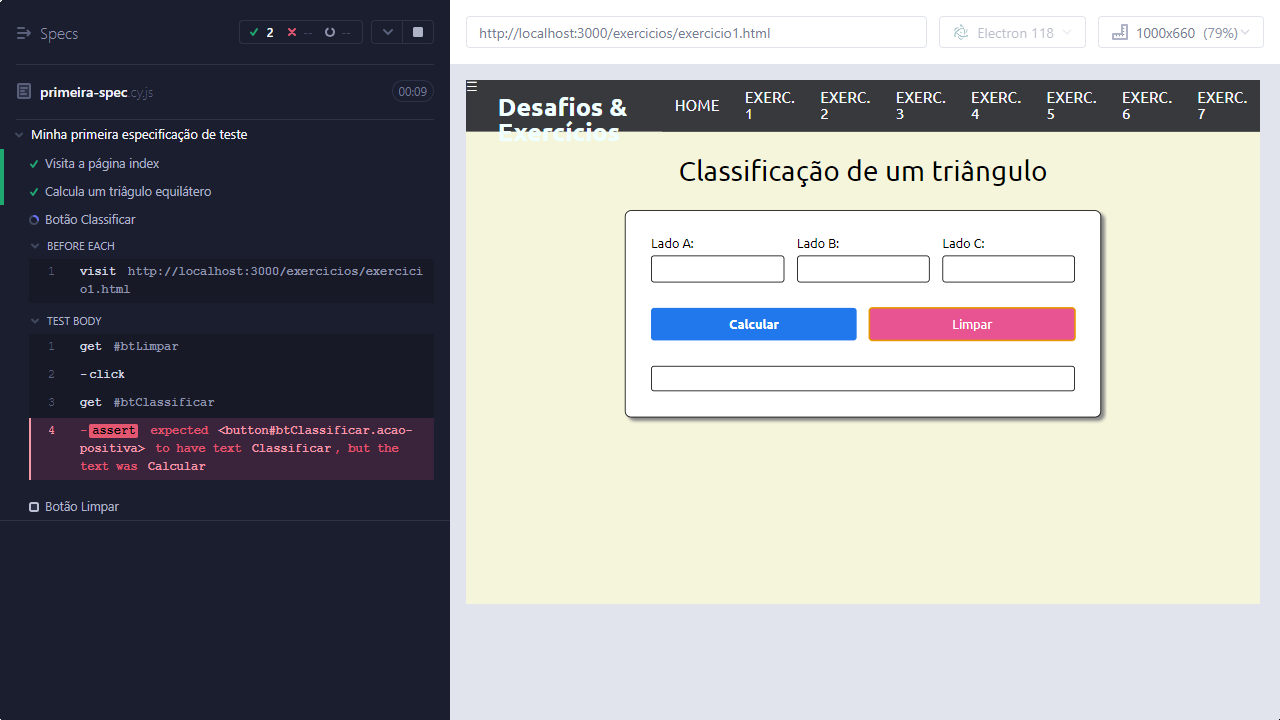 Specs
2 -- --
primeira-spec.cy.js 00:09
Minha primeira especificação de teste
Visita a página index
Calcula um triâgulo equilátero
Botão Classificar
BEFORE EACH
1 visit http://localhost:3000/exercicios/exercici
o1.html
TEST BODY
1 get #btLimpar
2 -click
3 get #btClassificar
4 -assert expected <button#btClassificar.acao-
positiva> to have text Classificar, but the
text was Calcular
Botão Limpar
http://localhost:3000/exercicios/exercicio1.html
Electron 118
1000x660 (79%)
☰
Desafios &
Exercícios
HOME
EXERC.
1
EXERC.
2
EXERC.
3
EXERC.
4
EXERC.
5
EXERC.
6
EXERC.
7
Classificação de um triângulo
Lado A: Lado B: Lado C:
Calcular Limpar